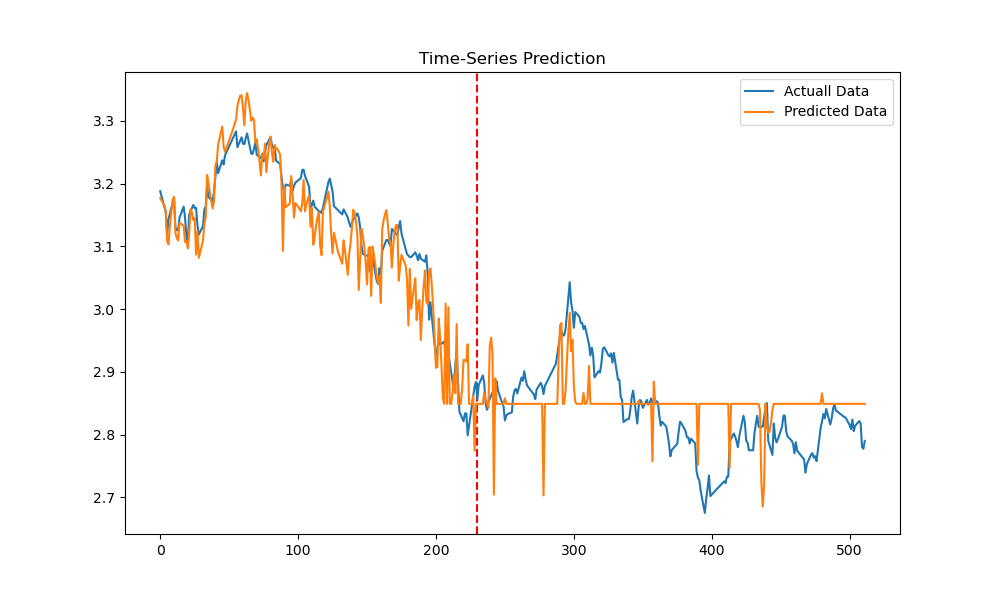 Time-Series Prediction
Actuall Data
Predicted Data
3.3
3.2
3.1
3.0
2.9
2.8
2.7
0 100 200 300 400 500